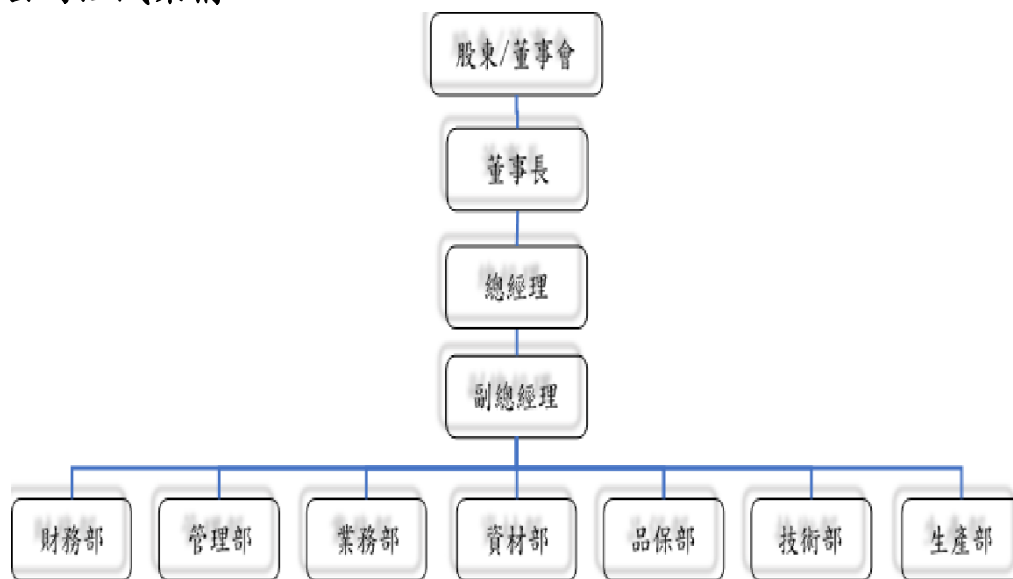 股東/董事會
董事長
總經理
副總經理
財務部 管理部 業務部 資材部 品保部 技術部 生產部